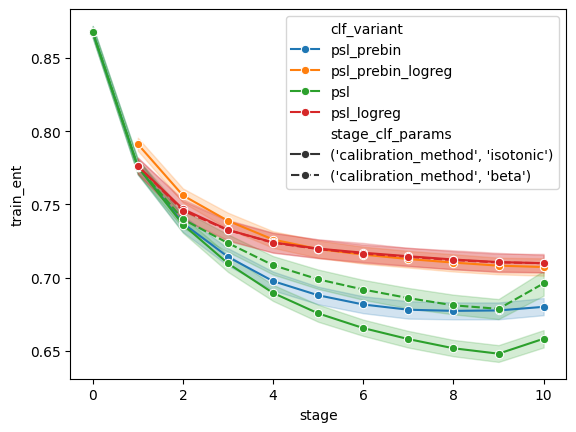 clf_variant
psl_prebin
psl_prebin_logreg
psl
psl_logreg
stage_clf_params
('calibration_method', 'isotonic')
('calibration_method', 'beta')
0.85
0.80
0.75
0.70
0.65
train_ent
0 2 4 6 8 10
stage